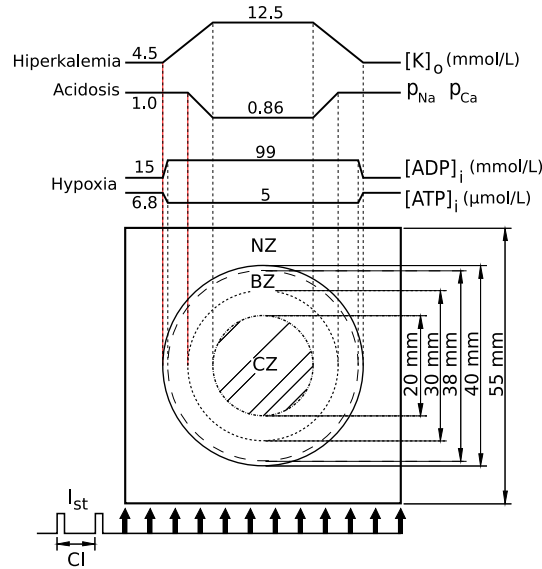 12.5
Hiperkalemia 4.5 [K]o (mmol/L)
Acidosis 1.0 0.86 pNa pCa
99
15 [ADP]i (mmol/L)
Hypoxia
6.8 5 [ATP]i (μmol/L)
NZ
BZ
CZ
20 mm
30 mm
38 mm
40 mm
55 mm
Ist
Cl